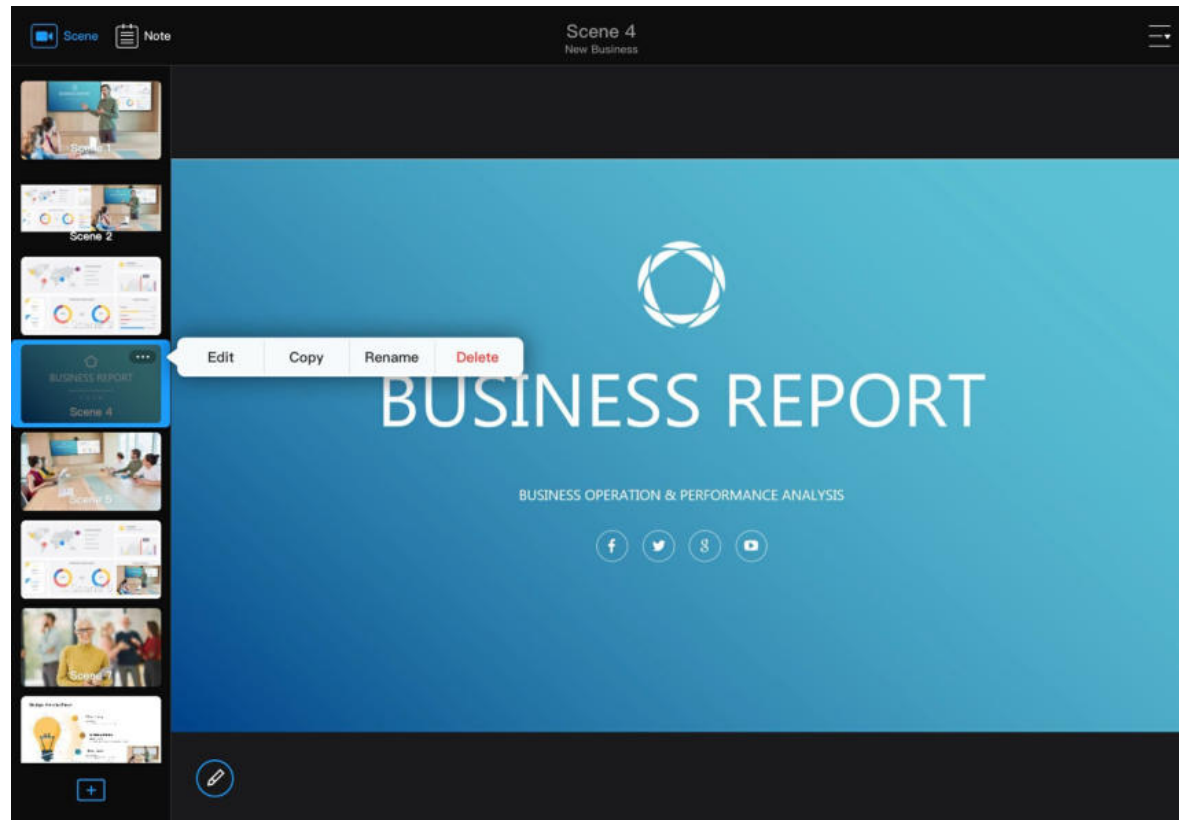 Scene
Note
Scene 4
New Business
Scene 1
Scene 2
BUSINESS REPORT
Scene 4
Edit
Copy
Rename
Delete
BUSINESS REPORT
BUSINESS OPERATION & PERFORMANCE ANALYSIS
Scene 5
Scene 7